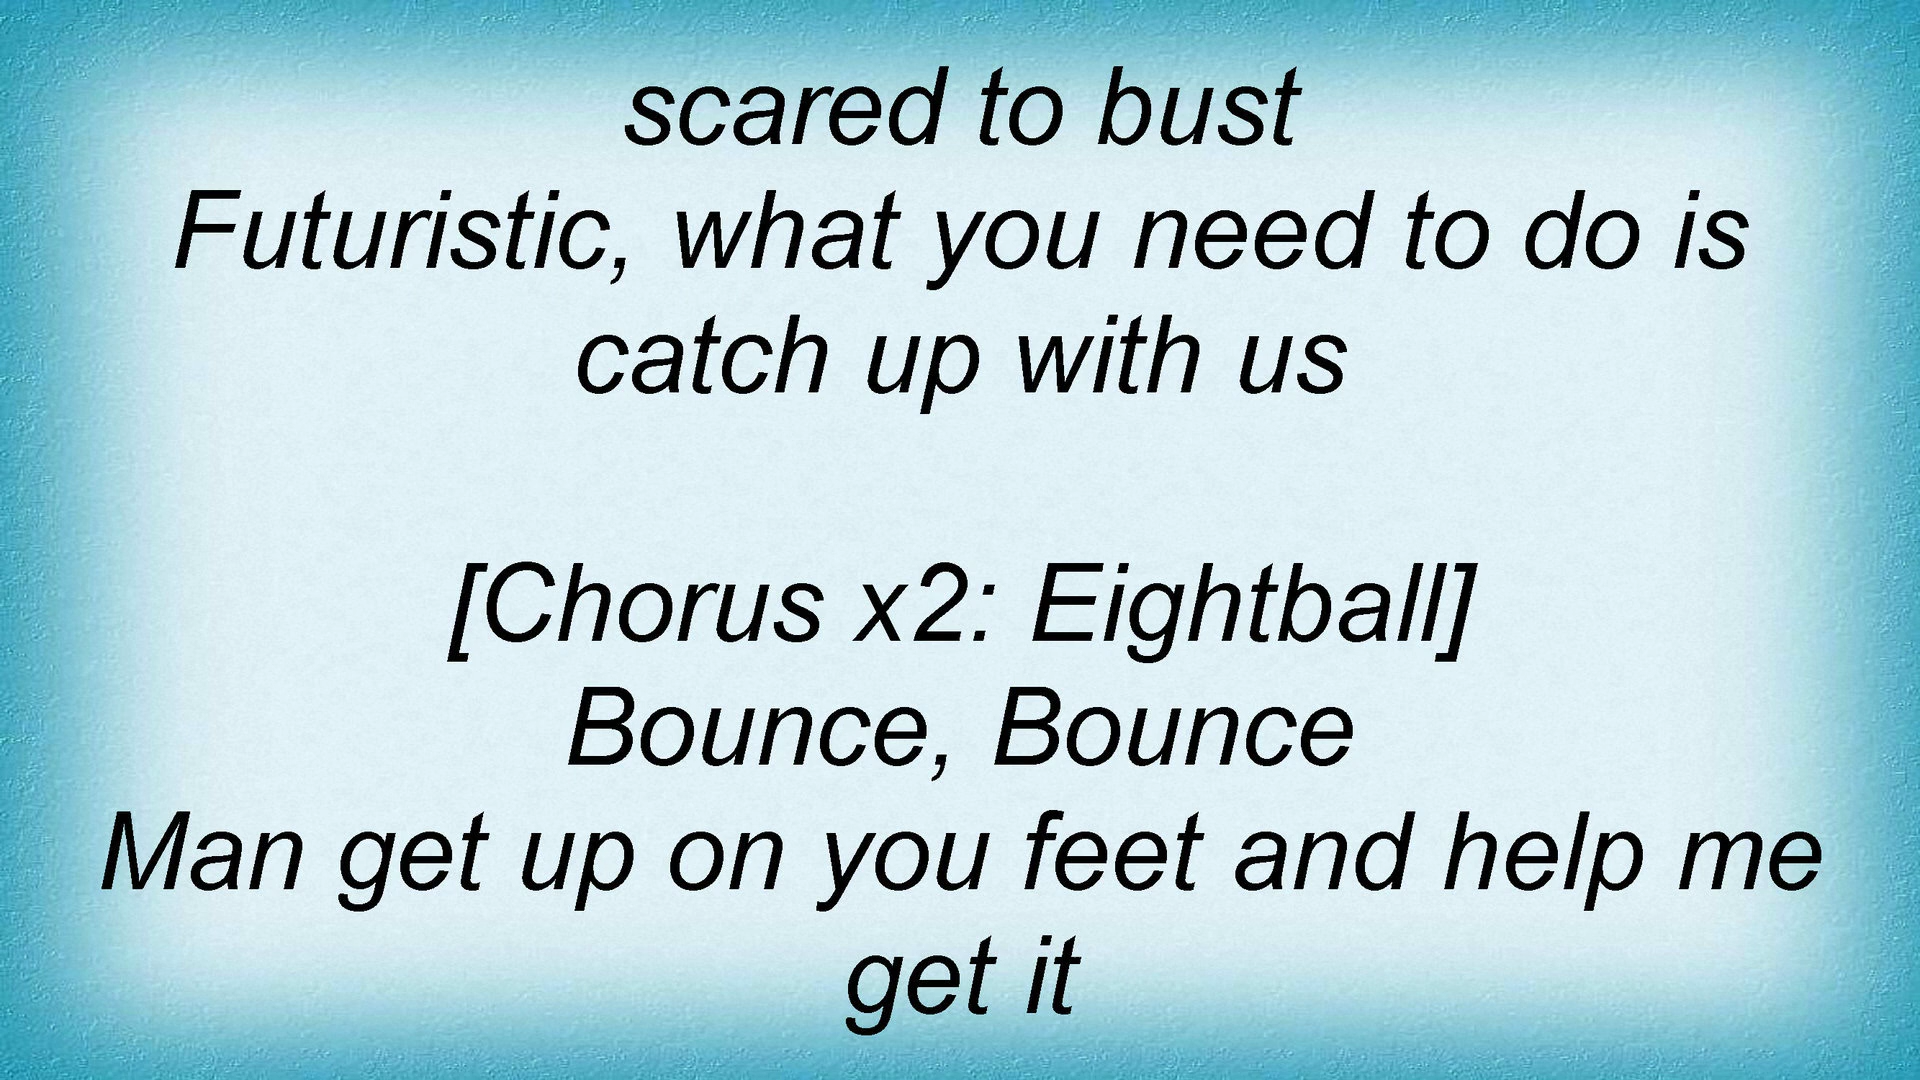 scared to bust
Futuristic, what you need to do is
catch up with us
[Chorus x2: Eightball]
Bounce, Bounce
Man get up on you feet and help me
get it